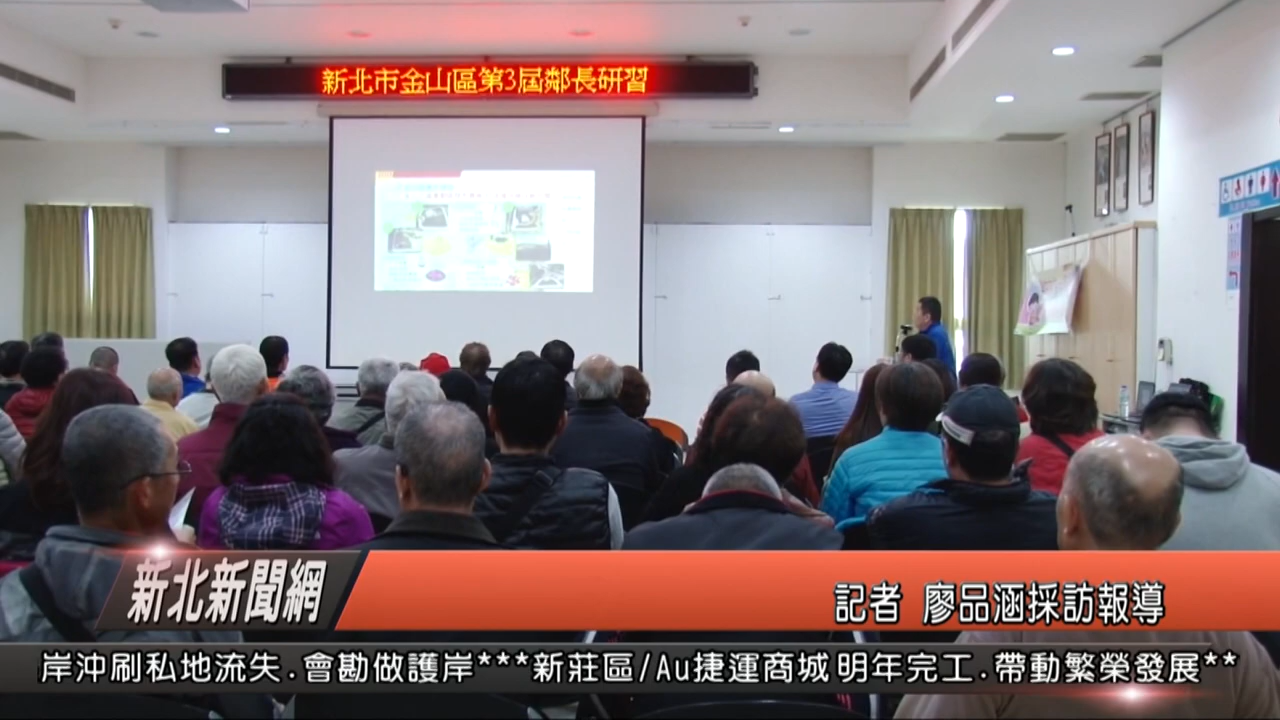 新北市金山區第3屆鄰長研習
新北新聞網
記者 廖品涵採訪報導
岸沖刷私地流失.會勘做護岸***新莊區/Au捷運商城明年完工.帶動繁榮發展**